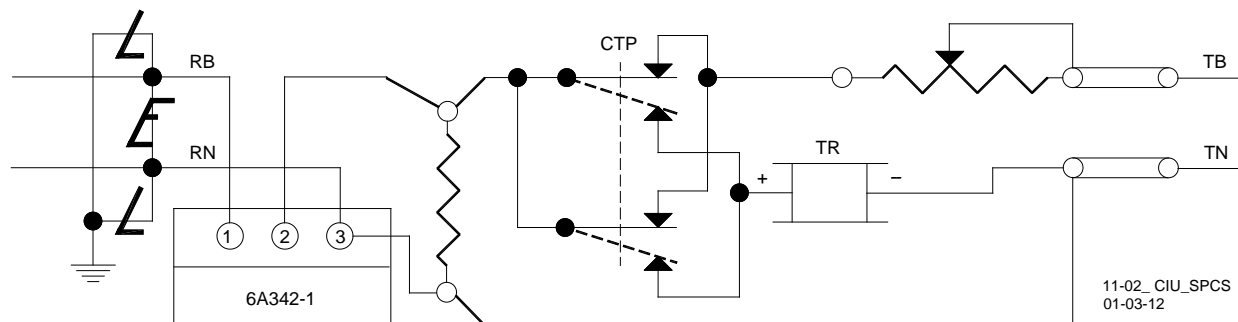 CTP
RB
TB
RN
TR
TN
+ −
1 2 3
6A342-1
11-02_ CIU_SPCS
01-03-12